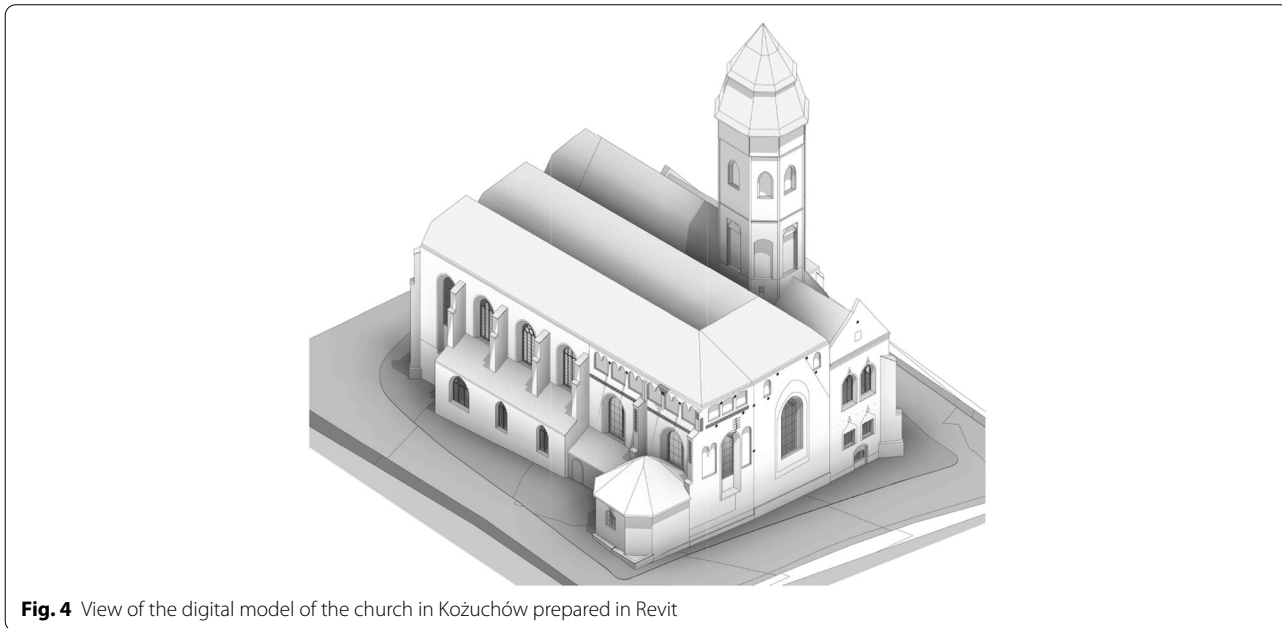 Fig. 4 View of the digital model of the church in Kożuchów prepared in Revit